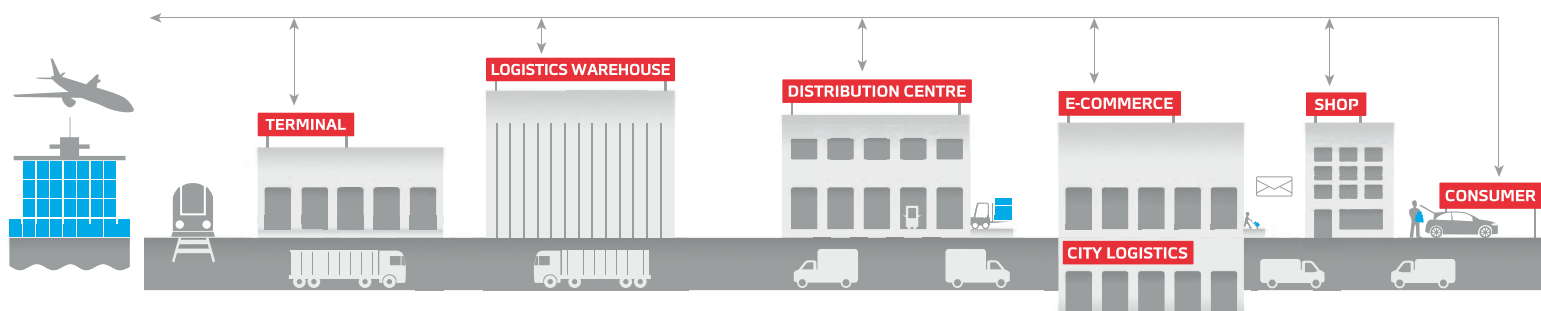 TERMINAL
LOGISTICS WAREHOUSE
DISTRIBUTION CENTRE
E-COMMERCE
CITY LOGISTICS
SHOP
CONSUMER